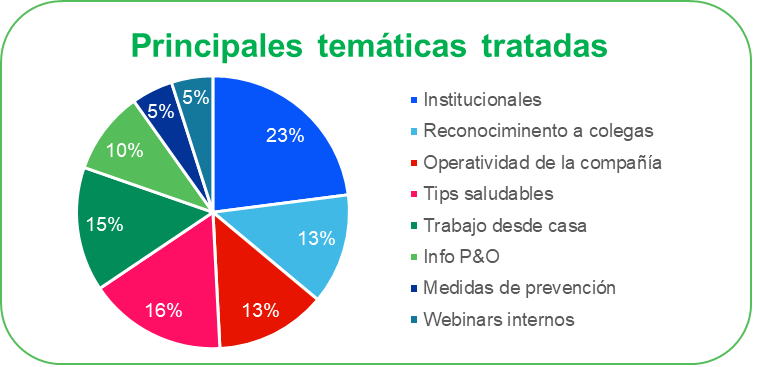 Principales temáticas tratadas
23%
13%
13%
16%
15%
10%
5%
5%
Institucionales
Reconociminento a colegas
Operatividad de la compañía
Tips saludables
Trabajo desde casa
Info P&O
Medidas de prevención
Webinars internos